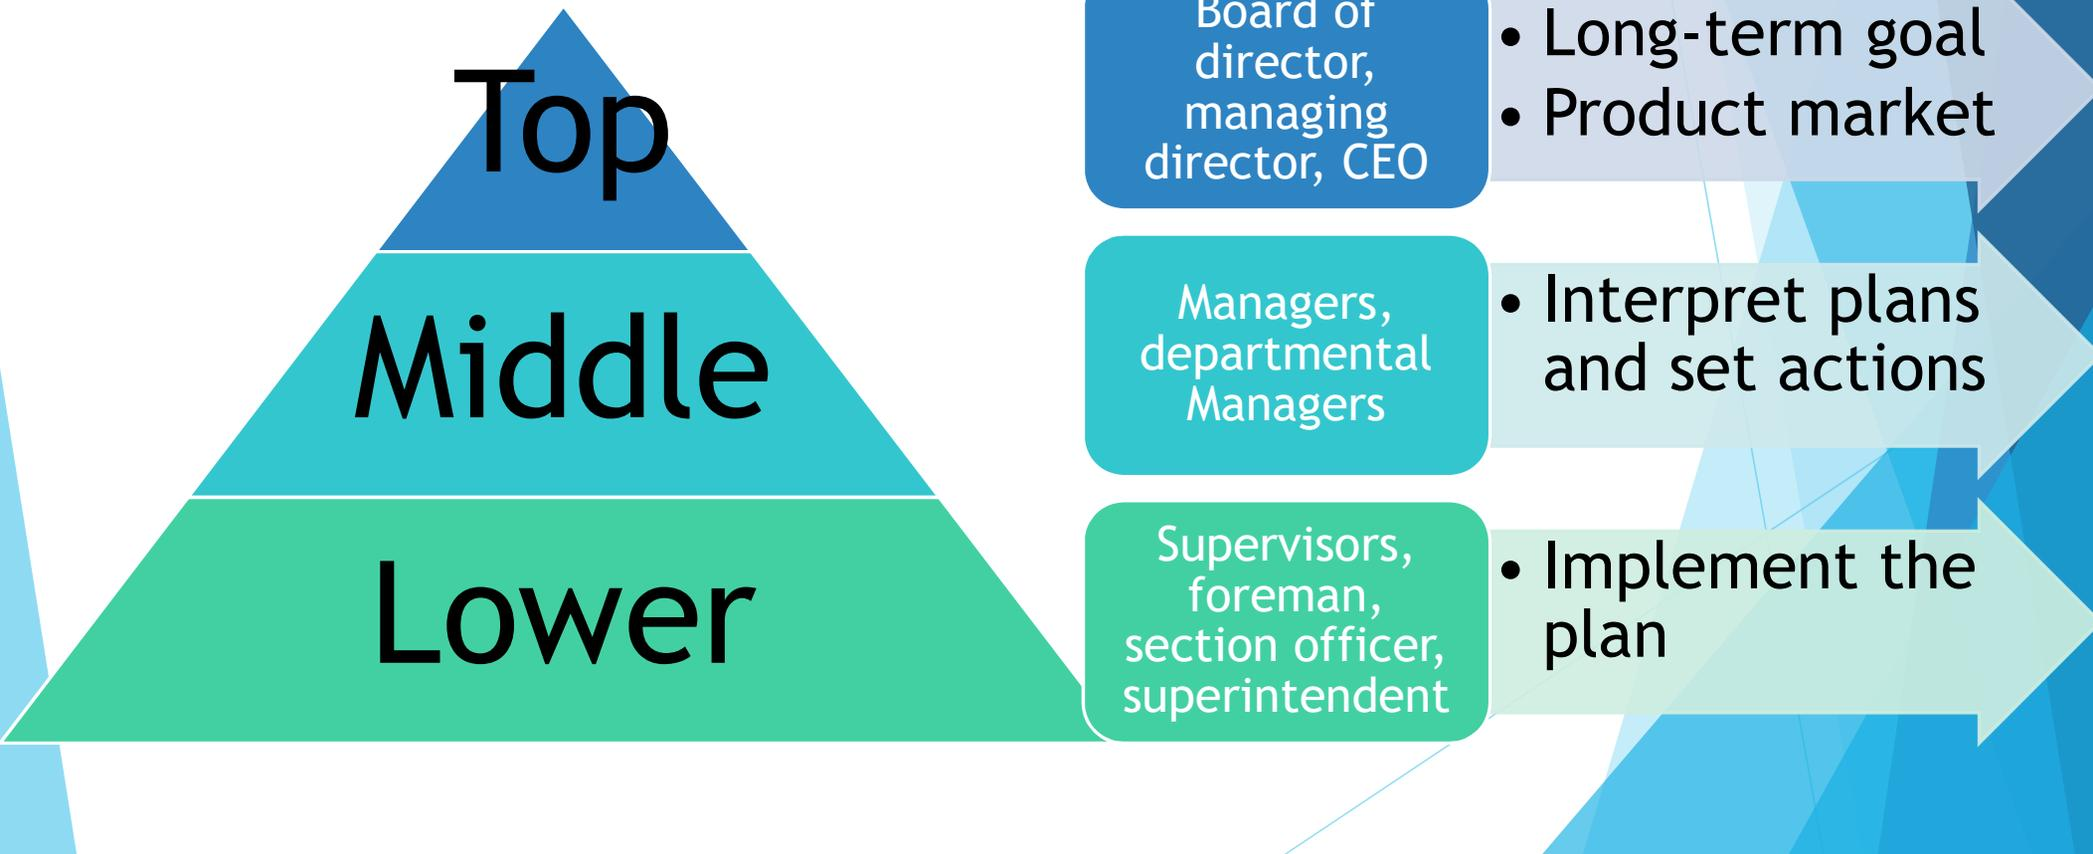 Top
Middle
Lower
Board of
director,
managing
director, CEO
• Long-term goal
• Product market
Managers,
departmental
Managers
• Interpret plans
and set actions
Supervisors,
foreman,
section officer,
superintendent
• Implement the
plan